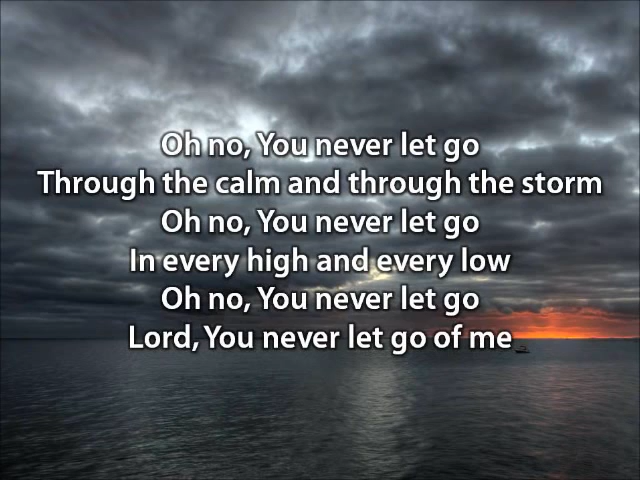 Oh no, You never let go
Through the calm and through the storm
Oh no, You never let go
In every high and every low
Oh no, You never let go
Lord, You never let go of me